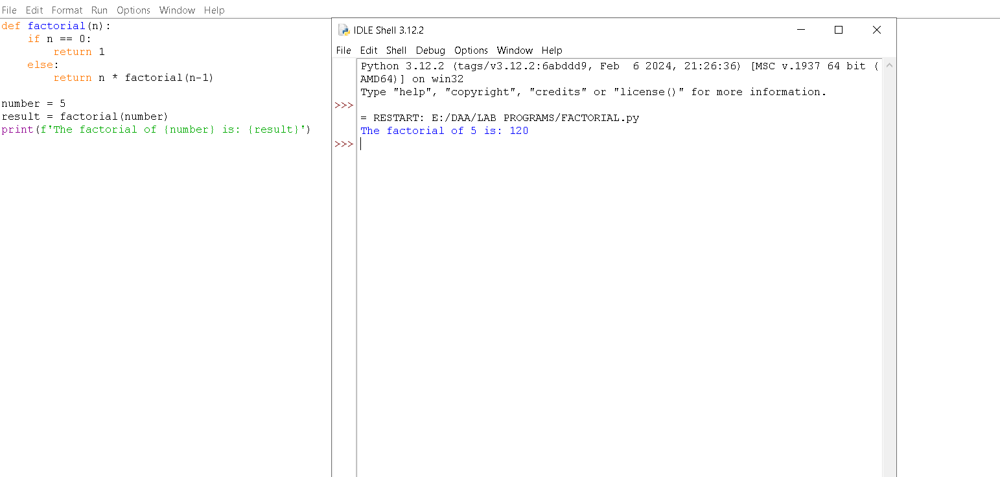 File Edit Format Run Options Window Help
def factorial(n):
    if n == 0:
        return 1
    else:
        return n * factorial(n-1)

number = 5
result = factorial(number)
print(f'The factorial of {number} is: {result}')
IDLE Shell 3.12.2
File Edit Shell Debug Options Window Help
Python 3.12.2 (tags/v3.12.2:6abddd9, Feb  6 2024, 21:26:36) [MSC v.1937 64 bit (
AMD64)] on win32
Type "help", "copyright", "credits" or "license()" for more information.
>>>
= RESTART: E:/DAA/LAB PROGRAMS/FACTORIAL.py
The factorial of 5 is: 120
>>>